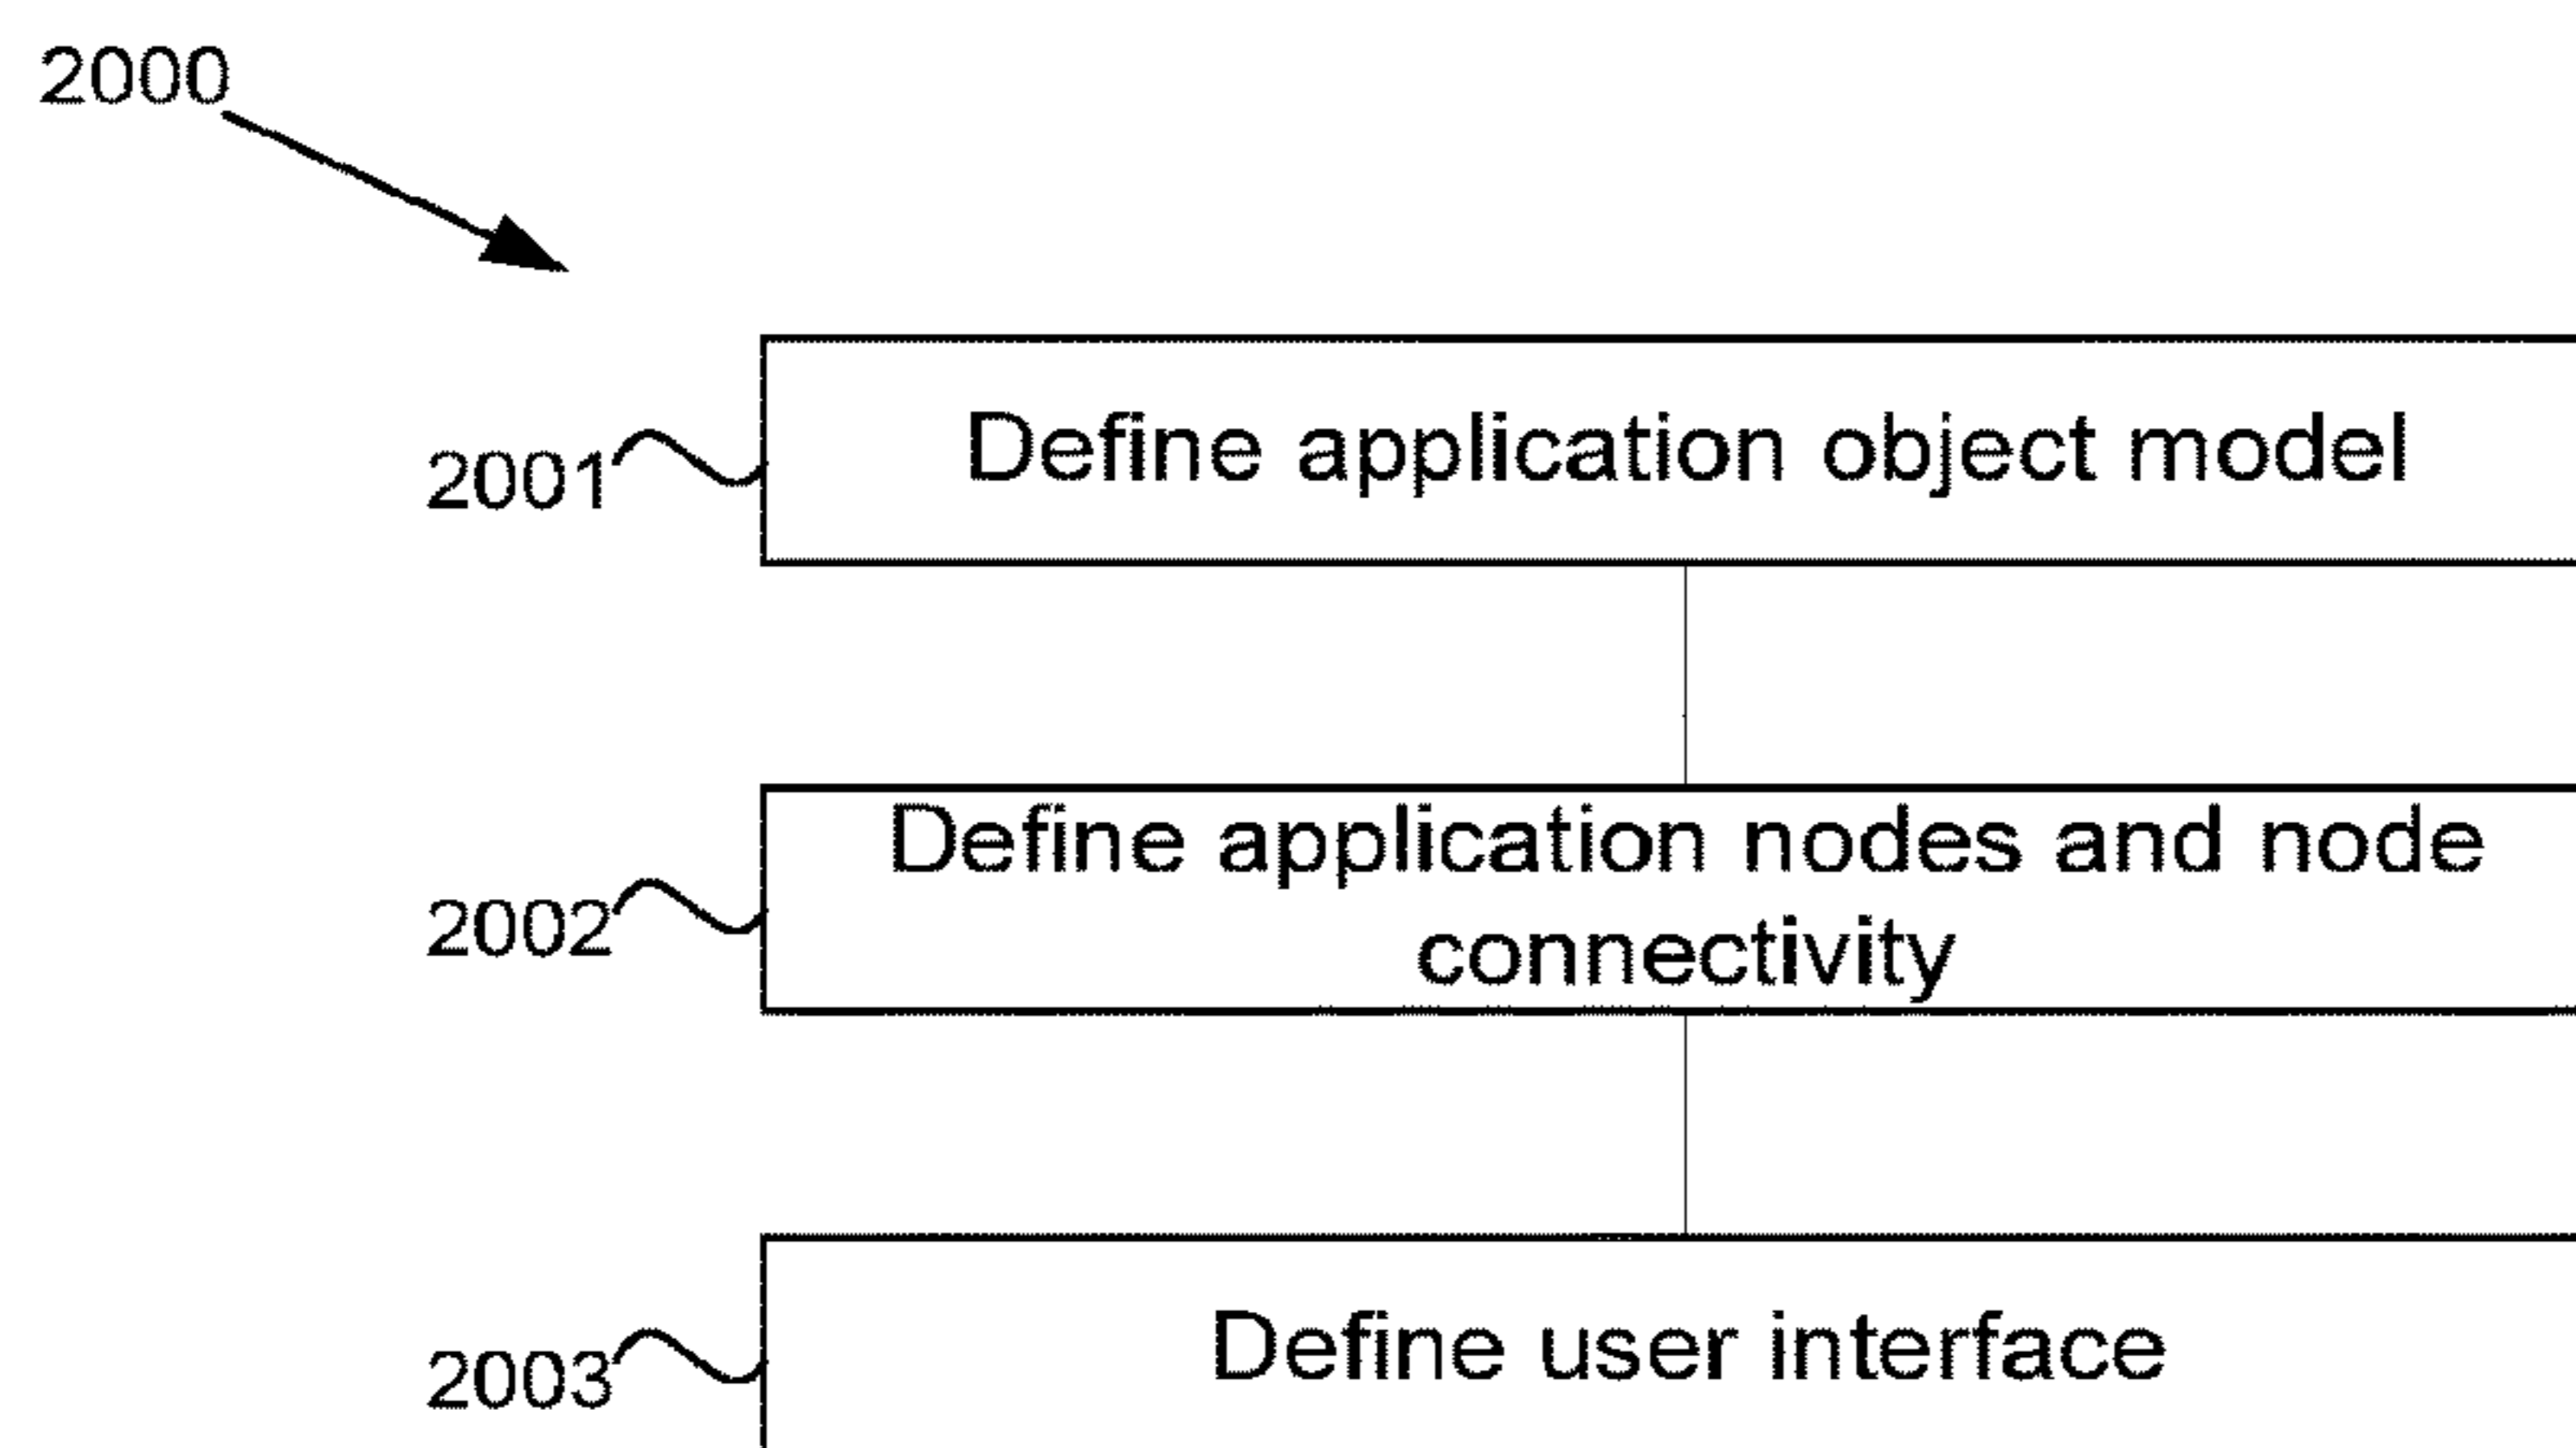 2000
Define application object model
2001
Define application nodes and node
connectivity
2002
Define user interface
2003